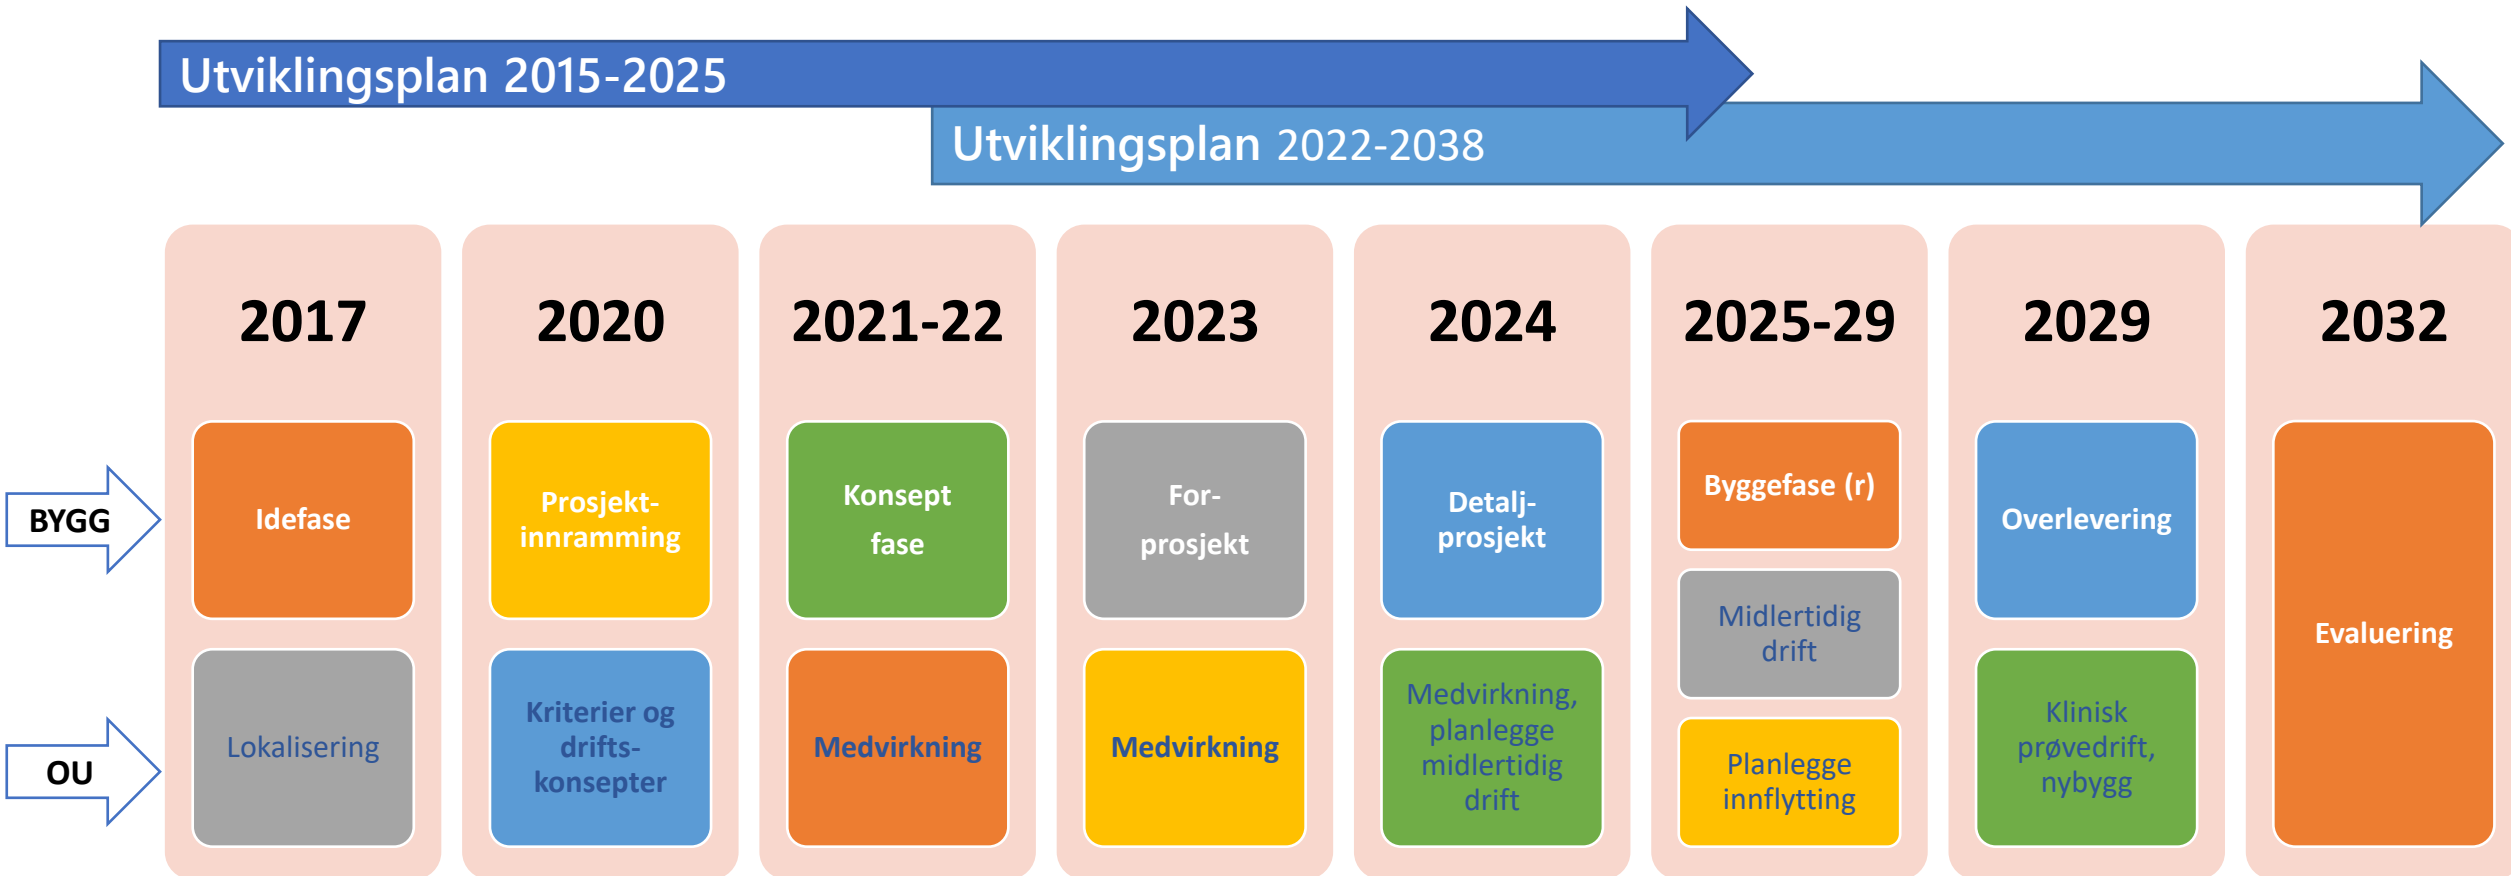 Utviklingsplan 2015-2025
Utviklingsplan 2022-2038
2017
2020
2021-22
2023
2024
2025-29
2029
2032
BYGG
Idefase
Prosjekt-
innramming
Konsept
fase
For-
prosjekt
Detalj-
prosjekt
Byggefase (r)
Overlevering
Midlertidig
drift
Evaluering
OU
Lokalisering
Kriterier og
drifts-
konsepter
Medvirkning
Medvirkning
Medvirkning,
planlegge
midlertidig
drift
Planlegge
innflytting
Klinisk
prøvedrift,
nybygg